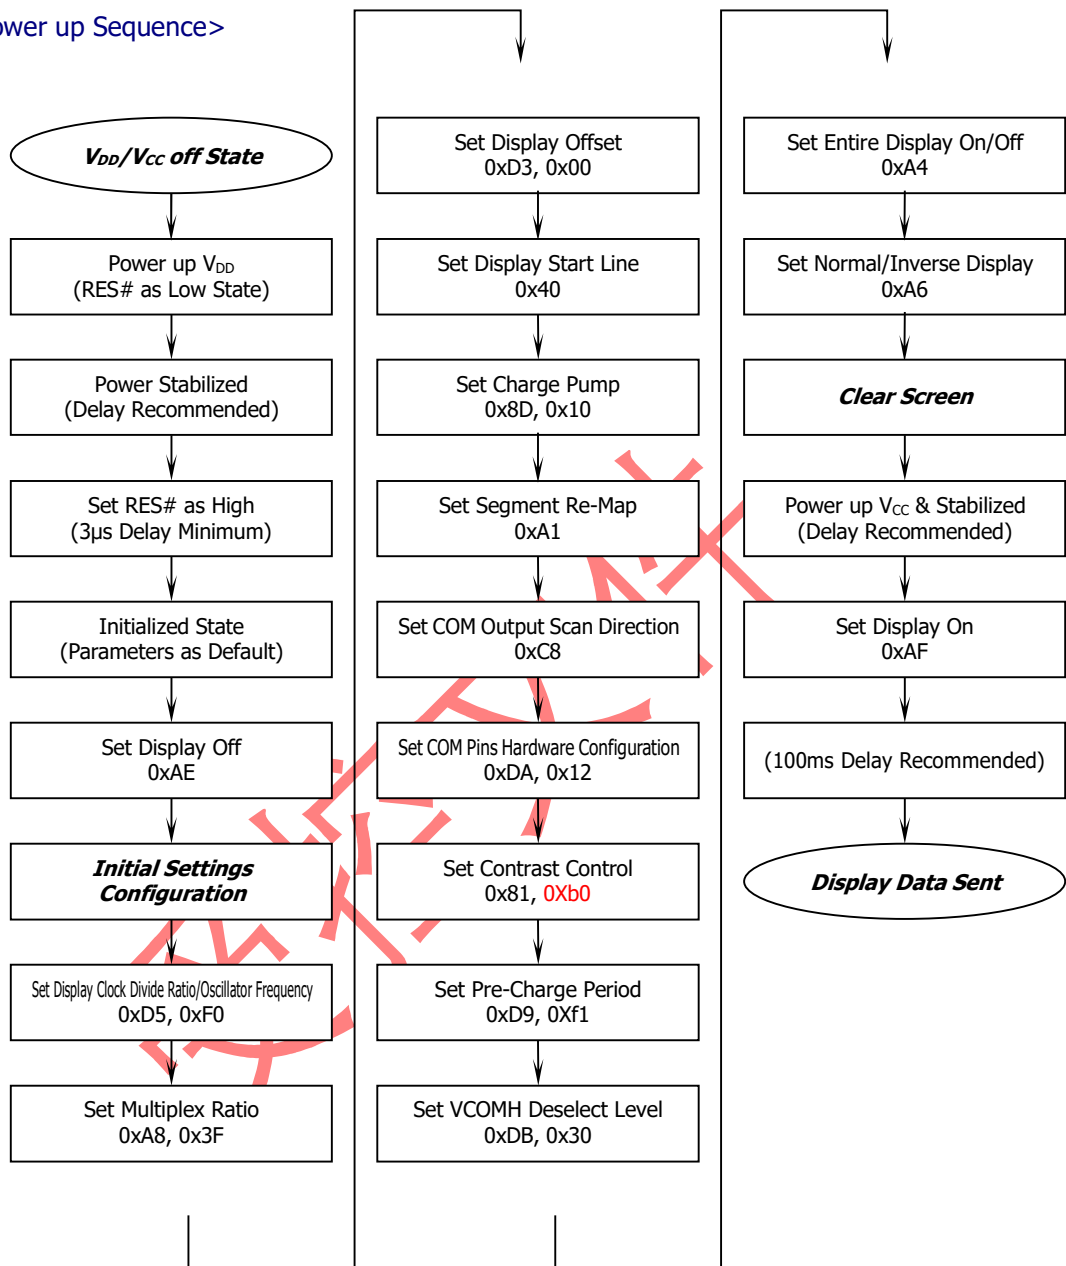 ower up Sequence>
VDD/VCC off State
Power up VDD
(RES# as Low State)
Power Stabilized
(Delay Recommended)
Set RES# as High
(3μs Delay Minimum)
Initialized State
(Parameters as Default)
Set Display Off
0xAE
Initial Settings
Configuration
Set Display Clock Divide Ratio/Oscillator Frequency
0xD5, 0xF0
Set Multiplex Ratio
0xA8, 0x3F
Set Display Offset
0xD3, 0x00
Set Display Start Line
0x40
Set Charge Pump
0x8D, 0x10
Set Segment Re-Map
0xA1
Set COM Output Scan Direction
0xC8
Set COM Pins Hardware Configuration
0xDA, 0x12
Set Contrast Control
0x81, 0Xb0
Set Pre-Charge Period
0xD9, 0Xf1
Set VCOMH Deselect Level
0xDB, 0x30
Set Entire Display On/Off
0xA4
Set Normal/Inverse Display
0xA6
Clear Screen
Power up VCC & Stabilized
(Delay Recommended)
Set Display On
0xAF
(100ms Delay Recommended)
Display Data Sent